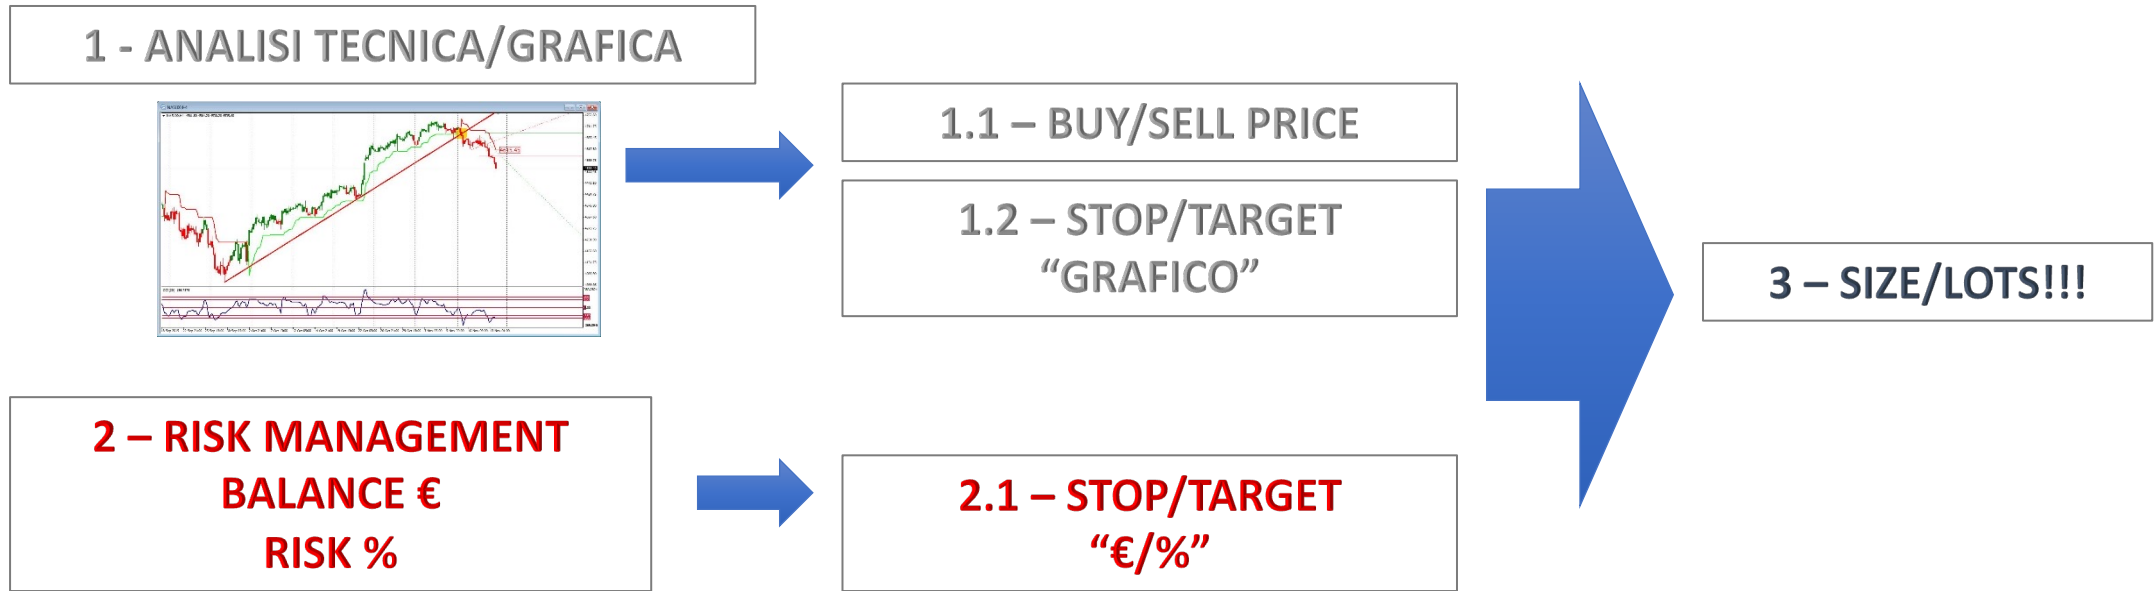 1 - ANALISI TECNICA/GRAFICA
1.1 – BUY/SELL PRICE
1.2 – STOP/TARGET
“GRAFICO”
2 – RISK MANAGEMENT
BALANCE €
RISK %
2.1 – STOP/TARGET
“€/%”
3 – SIZE/LOTS!!!